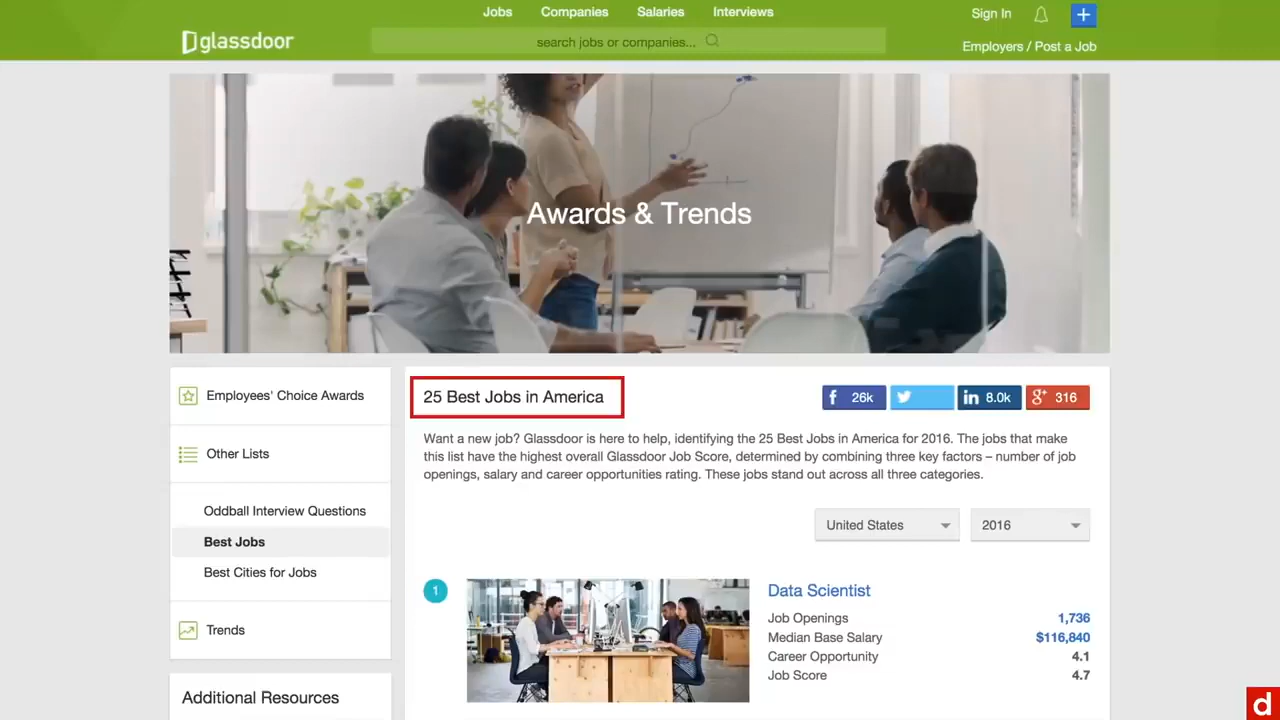 Jobs Companies Salaries Interviews
Sign In
glassdoor
search jobs or companies...
Employers / Post a Job
Awards & Trends
Employees' Choice Awards
Other Lists
Oddball Interview Questions
Best Jobs
Best Cities for Jobs
Trends
Additional Resources
25 Best Jobs in America
26k
in 8.0k
g+ 316
Want a new job? Glassdoor is here to help, identifying the 25 Best Jobs in America for 2016. The jobs that make
this list have the highest overall Glassdoor Job Score, determined by combining three key factors – number of job
openings, salary and career opportunities rating. These jobs stand out across all three categories.
United States
2016
1
Data Scientist
Job Openings 1,736
Median Base Salary $116,840
Career Opportunity 4.1
Job Score 4.7
d